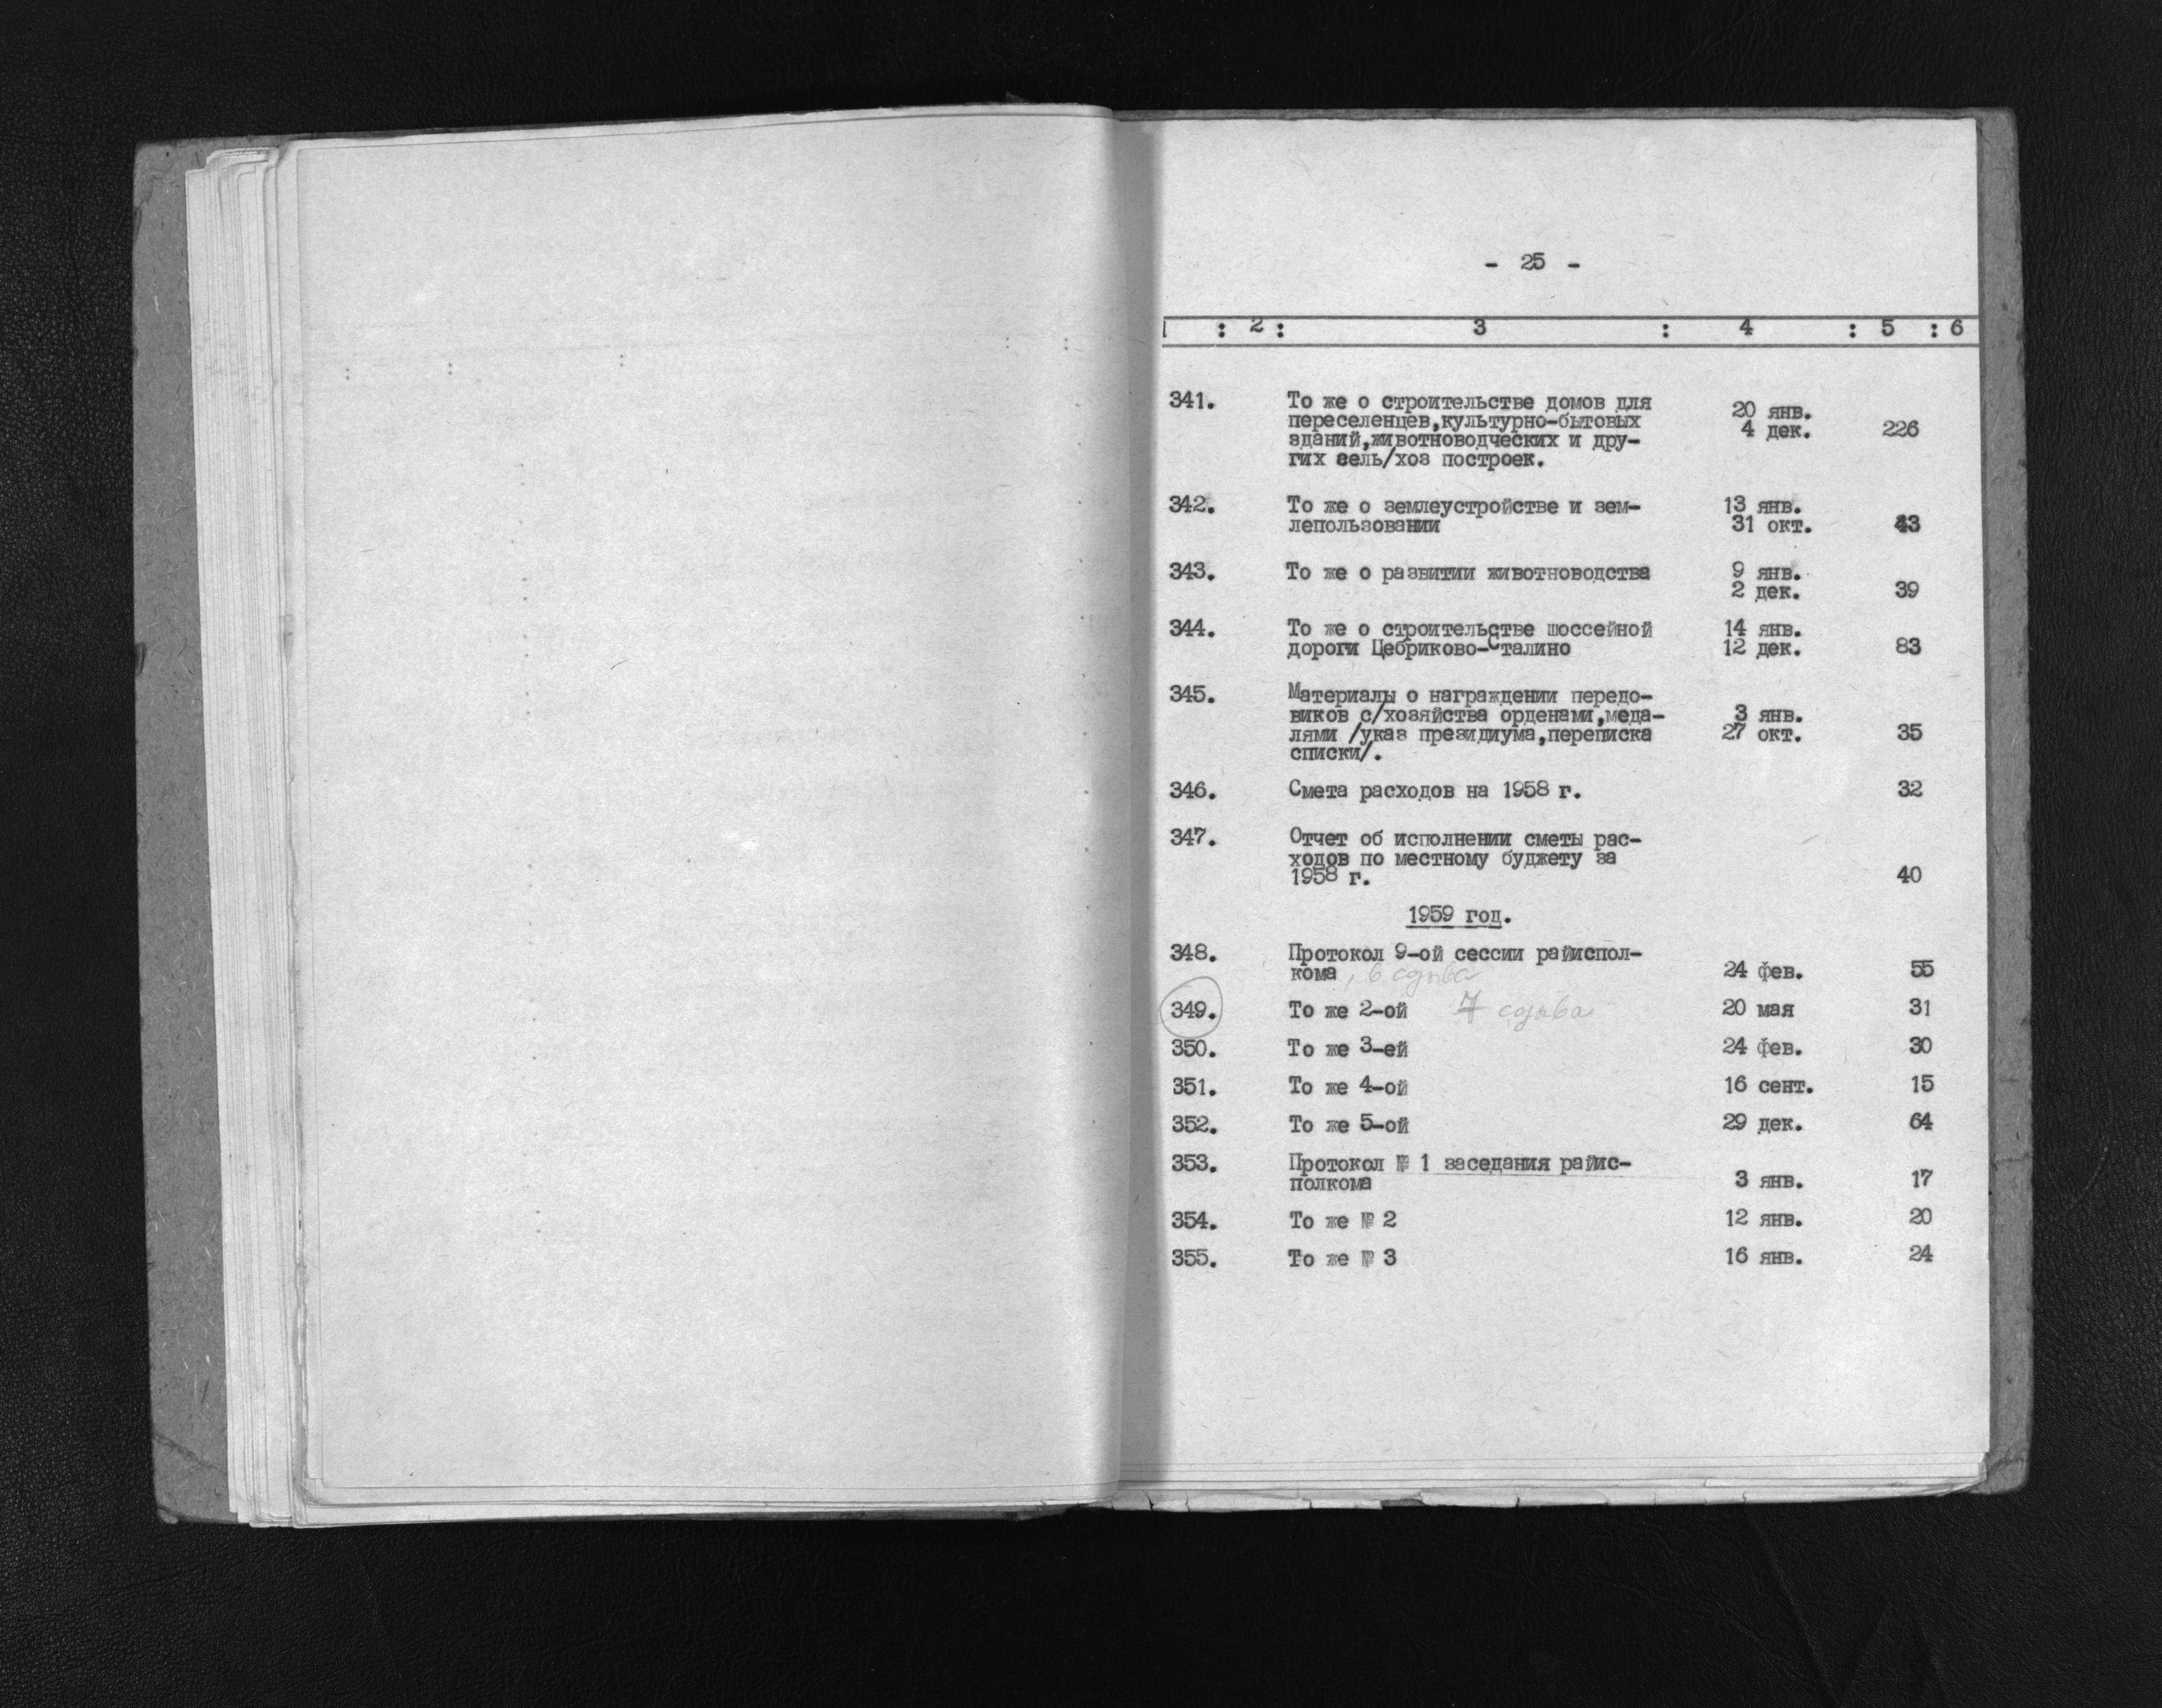 - 25 -
1 : 2 : 3 : 4 : 5 : 6
341. То же о строительстве домов для
переселенцев,культурно-бытовых 20 янв.
зданий,животноводческих и дру- 4 дек. 226
гих сель/хоз построек.
342. То же о землеустройстве и зем- 13 янв.
лепользовании 31 окт. 43
343. То же о развитии животноводства 9 янв.
2 дек. 39
344. То же о строительстве шоссейной 14 янв.
дороги Цебриково-Сталино 12 дек. 83
345. Материалы о награждении передо-
виков с/хозяйства орденами,меда- 3 янв.
лями /указ президиума,переписка 27 окт. 35
списки/.
346. Смета расходов на 1958 г. 32
347. Отчет об исполнении сметы рас-
ходов по местному буджету за
1958 г. 40
1959 год.
348. Протокол 9-ой сессии райиспол-
кома , 6 созыва 24 фев. 55
349. То же 2-ой 7 созыва 20 мая 31
350. То же 3-ей 24 фев. 30
351. То же 4-ой 16 сент. 15
352. То же 5-ой 29 дек. 64
353. Протокол № 1 заседания райис-
полкома 3 янв. 17
354. То же № 2 12 янв. 20
355. То же № 3 16 янв. 24